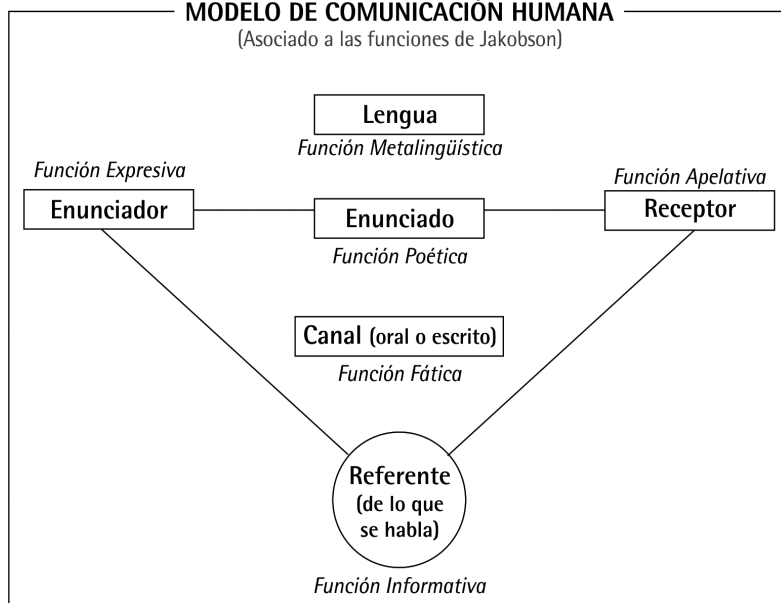 MODELO DE COMUNICACIÓN HUMANA
(Asociado a las funciones de Jakobson)
Lengua
Función Metalingüística
Función Expresiva
Enunciador
Enunciado
Función Poética
Función Apelativa
Receptor
Canal (oral o escrito)
Función Fática
Referente
(de lo que
se habla)
Función Informativa